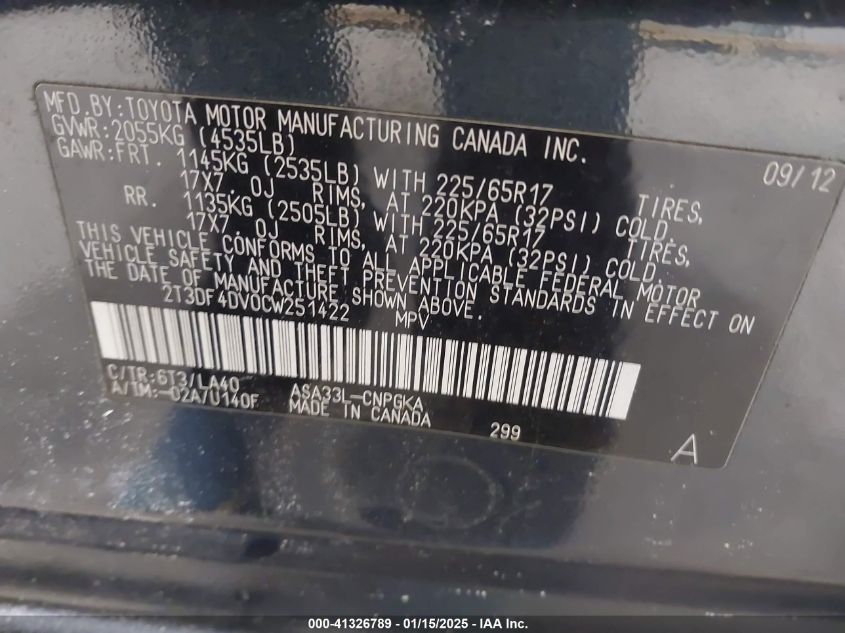 MFD.BY:TOYOTA MOTOR MANUFACTURING CANADA INC.
GVWR:2055KG (4535LB) 09/12
GAWR:FRT. 1145KG (2535LB) WITH 225/65R17 TIRES,
17X7.0J RIMS, AT 220KPA (32PSI) COLD.
RR. 1135KG (2505LB) WITH 225/65R17 TIRES,
17X7.0J RIMS, AT 220KPA (32PSI) COLD.
THIS VEHICLE CONFORMS TO ALL APPLICABLE FEDERAL MOTOR
VEHICLE SAFETY AND THEFT PREVENTION STANDARDS IN EFFECT ON
THE DATE OF MANUFACTURE SHOWN ABOVE.
2T3DF4DV0CW251422 MPV
C/TR:6T3/LA40 ASA33L-CNPGKA
A/TM:-02A/U140F MADE IN CANADA
299 A
000-41326789 - 01/15/2025 - IAA Inc.